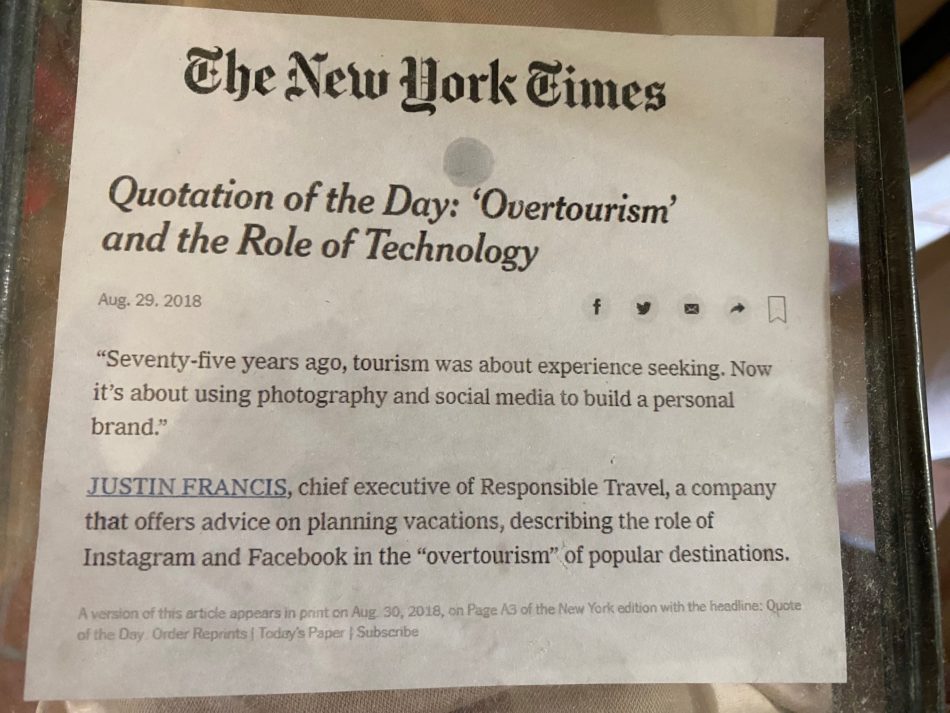 The New York Times
Quotation of the Day: ‘Overtourism’
and the Role of Technology
Aug. 29, 2018
“Seventy-five years ago, tourism was about experience seeking. Now
it’s about using photography and social media to build a personal
brand.”
JUSTIN FRANCIS, chief executive of Responsible Travel, a company
that offers advice on planning vacations, describing the role of
Instagram and Facebook in the “overtourism” of popular destinations.
A version of this article appears in print on Aug. 30, 2018, on Page A3 of the New York edition with the headline: Quote
of the Day. Order Reprints | Today’s Paper | Subscribe